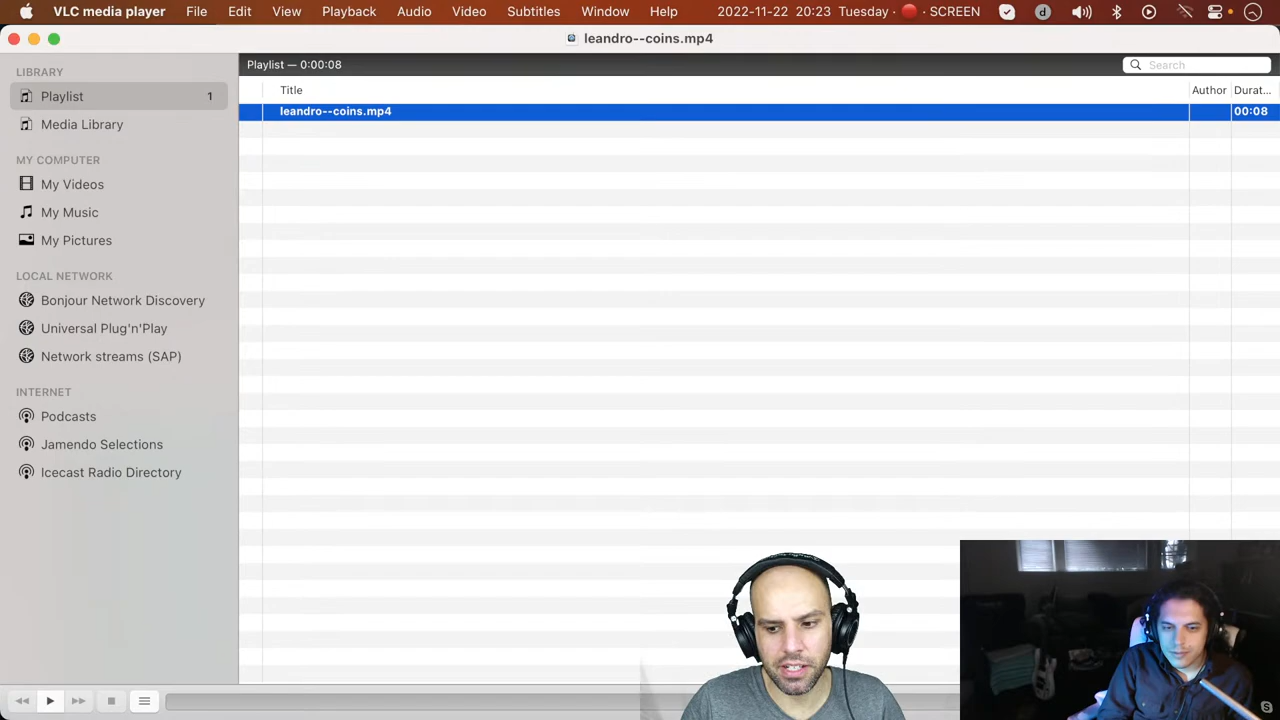 VLC media player File Edit View Playback Audio Video Subtitles Window Help 2022-11-22 20:23 Tuesday - SCREEN
leandro--coins.mp4
LIBRARY
Playlist 1
Media Library
MY COMPUTER
My Videos
My Music
My Pictures
LOCAL NETWORK
Bonjour Network Discovery
Universal Plug'n'Play
Network streams (SAP)
INTERNET
Podcasts
Jamendo Selections
Icecast Radio Directory
Playlist — 0:00:08
Search
Title Author Durat...
leandro--coins.mp4 00:08